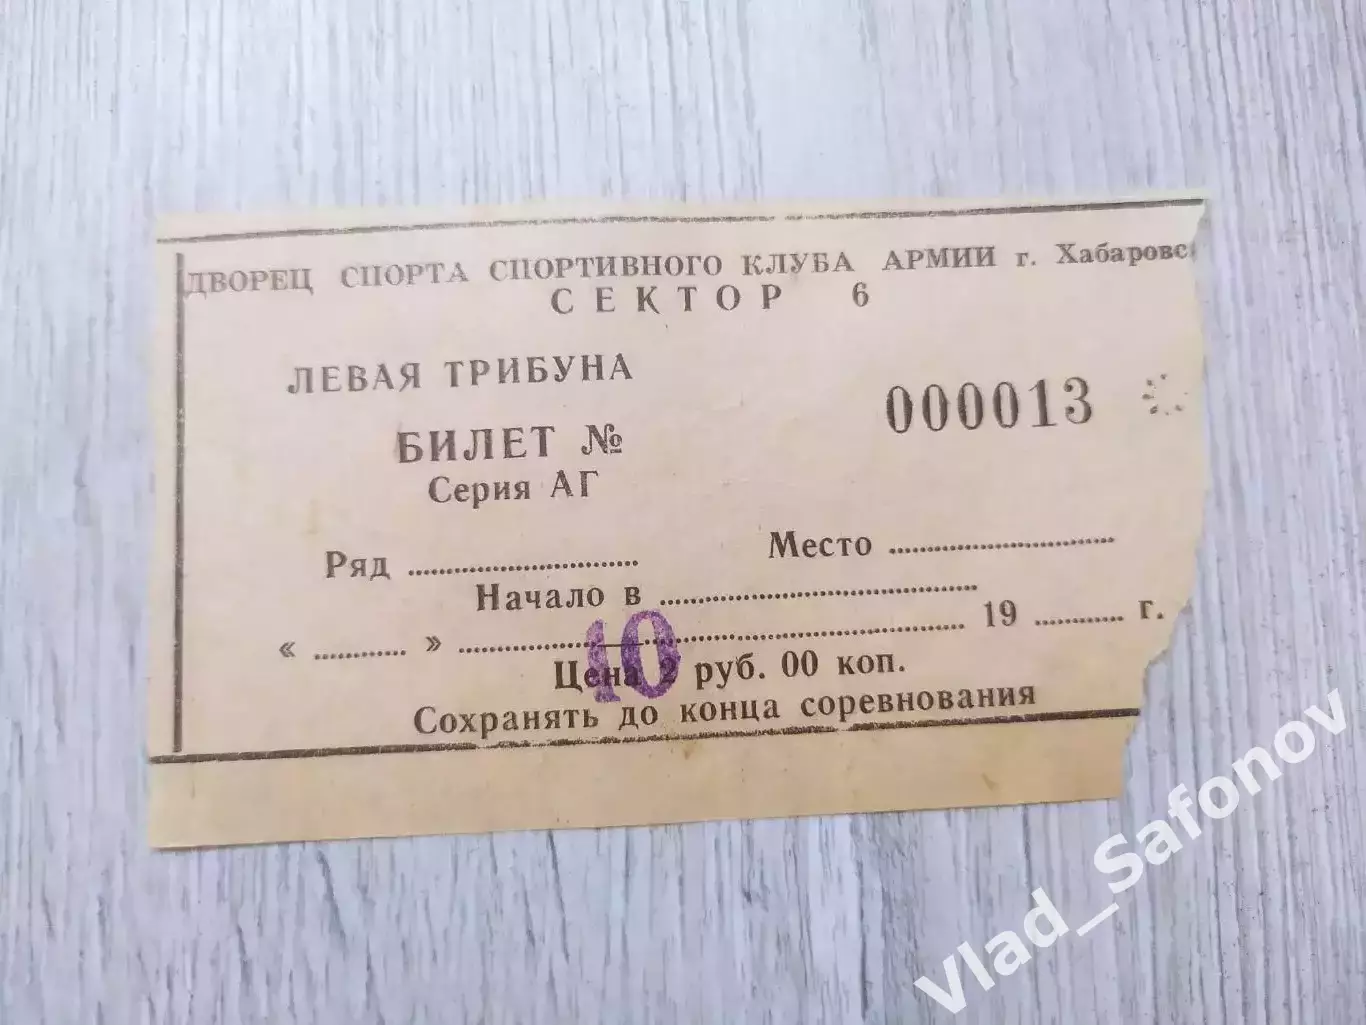 ДВОРЕЦ СПОРТА СПОРТИВНОГО КЛУБА АРМИИ г. Хабаровс
СЕКТОР 6
ЛЕВАЯ ТРИБУНА
000013
БИЛЕТ №
Серия АГ
Ряд .............................. Место ..............................
Начало в ..........................................
« ............ » .................................................................. 19 ............ г.
10
Цена 2 руб. 00 коп.
Сохранять до конца соревнования
Vlad_Safonov